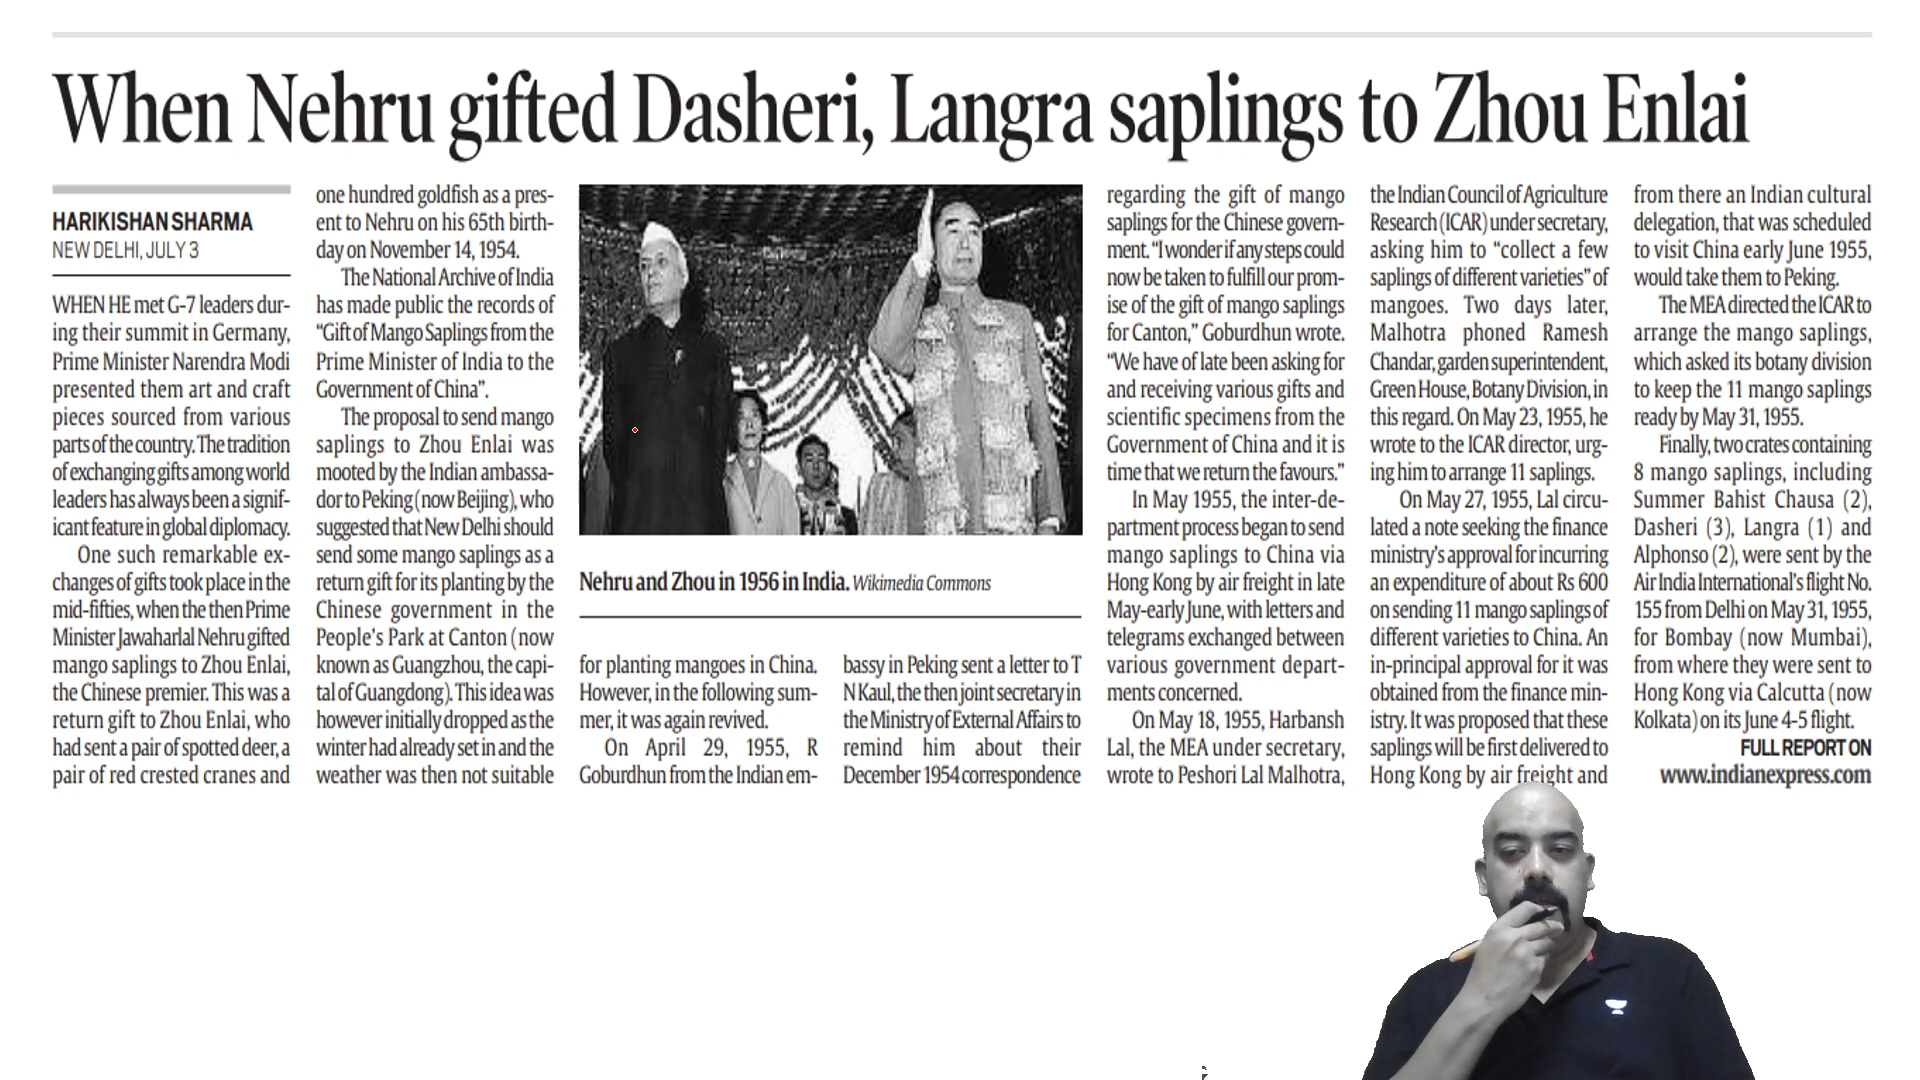 When Nehru gifted Dasheri, Langra saplings to Zhou Enlai
HARIKISHAN SHARMA
NEW DELHI, JULY 3
WHEN HE met G-7 leaders dur-
ing their summit in Germany,
Prime Minister Narendra Modi
presented them art and craft
pieces sourced from various
parts of the country. The tradition
of exchanging gifts among world
leaders has always been a signif-
icant feature in global diplomacy.
One such remarkable ex-
changes of gifts took place in the
mid-fifties, when the then Prime
Minister Jawaharlal Nehru gifted
mango saplings to Zhou Enlai,
the Chinese premier. This was a
return gift to Zhou Enlai, who
had sent a pair of spotted deer, a
pair of red crested cranes and
one hundred goldfish as a pres-
ent to Nehru on his 65th birth-
day on November 14, 1954.
The National Archive of India
has made public the records of
“Gift of Mango Saplings from the
Prime Minister of India to the
Government of China”.
The proposal to send mango
saplings to Zhou Enlai was
mooted by the Indian ambassa-
dor to Peking (now Beijing), who
suggested that New Delhi should
send some mango saplings as a
return gift for its planting by the
Chinese government in the
People’s Park at Canton (now
known as Guangzhou, the capi-
tal of Guangdong). This idea was
however initially dropped as the
winter had already set in and the
weather was then not suitable
Nehru and Zhou in 1956 in India. Wikimedia Commons
for planting mangoes in China.
However, in the following sum-
mer, it was again revived.
On April 29, 1955, R
Goburdhun from the Indian em-
bassy in Peking sent a letter to T
N Kaul, the then joint secretary in
the Ministry of External Affairs to
remind him about their
December 1954 correspondence
regarding the gift of mango
saplings for the Chinese govern-
ment. “I wonder if any steps could
now be taken to fulfill our prom-
ise of the gift of mango saplings
for Canton,” Goburdhun wrote.
“We have of late been asking for
and receiving various gifts and
scientific specimens from the
Government of China and it is
time that we return the favours.”
In May 1955, the inter-de-
partment process began to send
mango saplings to China via
Hong Kong by air freight in late
May-early June, with letters and
telegrams exchanged between
various government depart-
ments concerned.
On May 18, 1955, Harbansh
Lal, the MEA under secretary,
wrote to Peshori Lal Malhotra,
the Indian Council of Agriculture
Research (ICAR) under secretary,
asking him to “collect a few
saplings of different varieties” of
mangoes. Two days later,
Malhotra phoned Ramesh
Chandar, garden superintendent,
Green House, Botany Division, in
this regard. On May 23, 1955, he
wrote to the ICAR director, urg-
ing him to arrange 11 saplings.
On May 27, 1955, Lal circu-
lated a note seeking the finance
ministry’s approval for incurring
an expenditure of about Rs 600
on sending 11 mango saplings of
different varieties to China. An
in-principal approval for it was
obtained from the finance min-
istry. It was proposed that these
saplings will be first delivered to
Hong Kong by air freight and
from there an Indian cultural
delegation, that was scheduled
to visit China early June 1955,
would take them to Peking.
The MEA directed the ICAR to
arrange the mango saplings,
which asked its botany division
to keep the 11 mango saplings
ready by May 31, 1955.
Finally, two crates containing
8 mango saplings, including
Summer Bahist Chausa (2),
Dasheri (3), Langra (1) and
Alphonso (2), were sent by the
Air India International’s flight No.
155 from Delhi on May 31, 1955,
for Bombay (now Mumbai),
from where they were sent to
Hong Kong via Calcutta (now
Kolkata) on its June 4-5 flight.
FULL REPORT ON
www.indianexpress.com